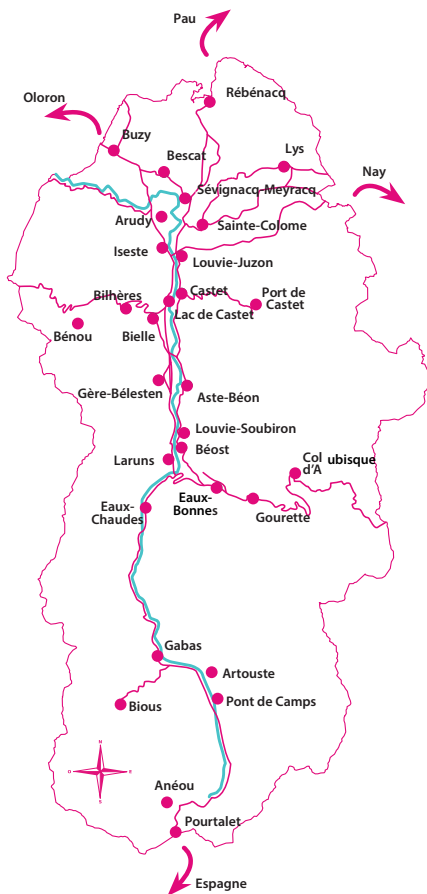 Pau
Oloron
Rébénacq
Buzy
Bescat
Lys
Nay
Sévignacq-Meyracq
Arudy
Sainte-Colome
Iseste
Louvie-Juzon
Castet
Port de
Castet
Bilhères
Lac de Castet
Bénou
Bielle
Gère-Bélesten
Aste-Béon
Louvie-Soubiron
Béost
Laruns
Col ubisque
d'A
Eaux-
Bonnes
Eaux-
Chaudes
Gourette
Gabas
Artouste
Pont de Camps
Bious
N
O E
S
Anéou
Pourtalet
Espagne